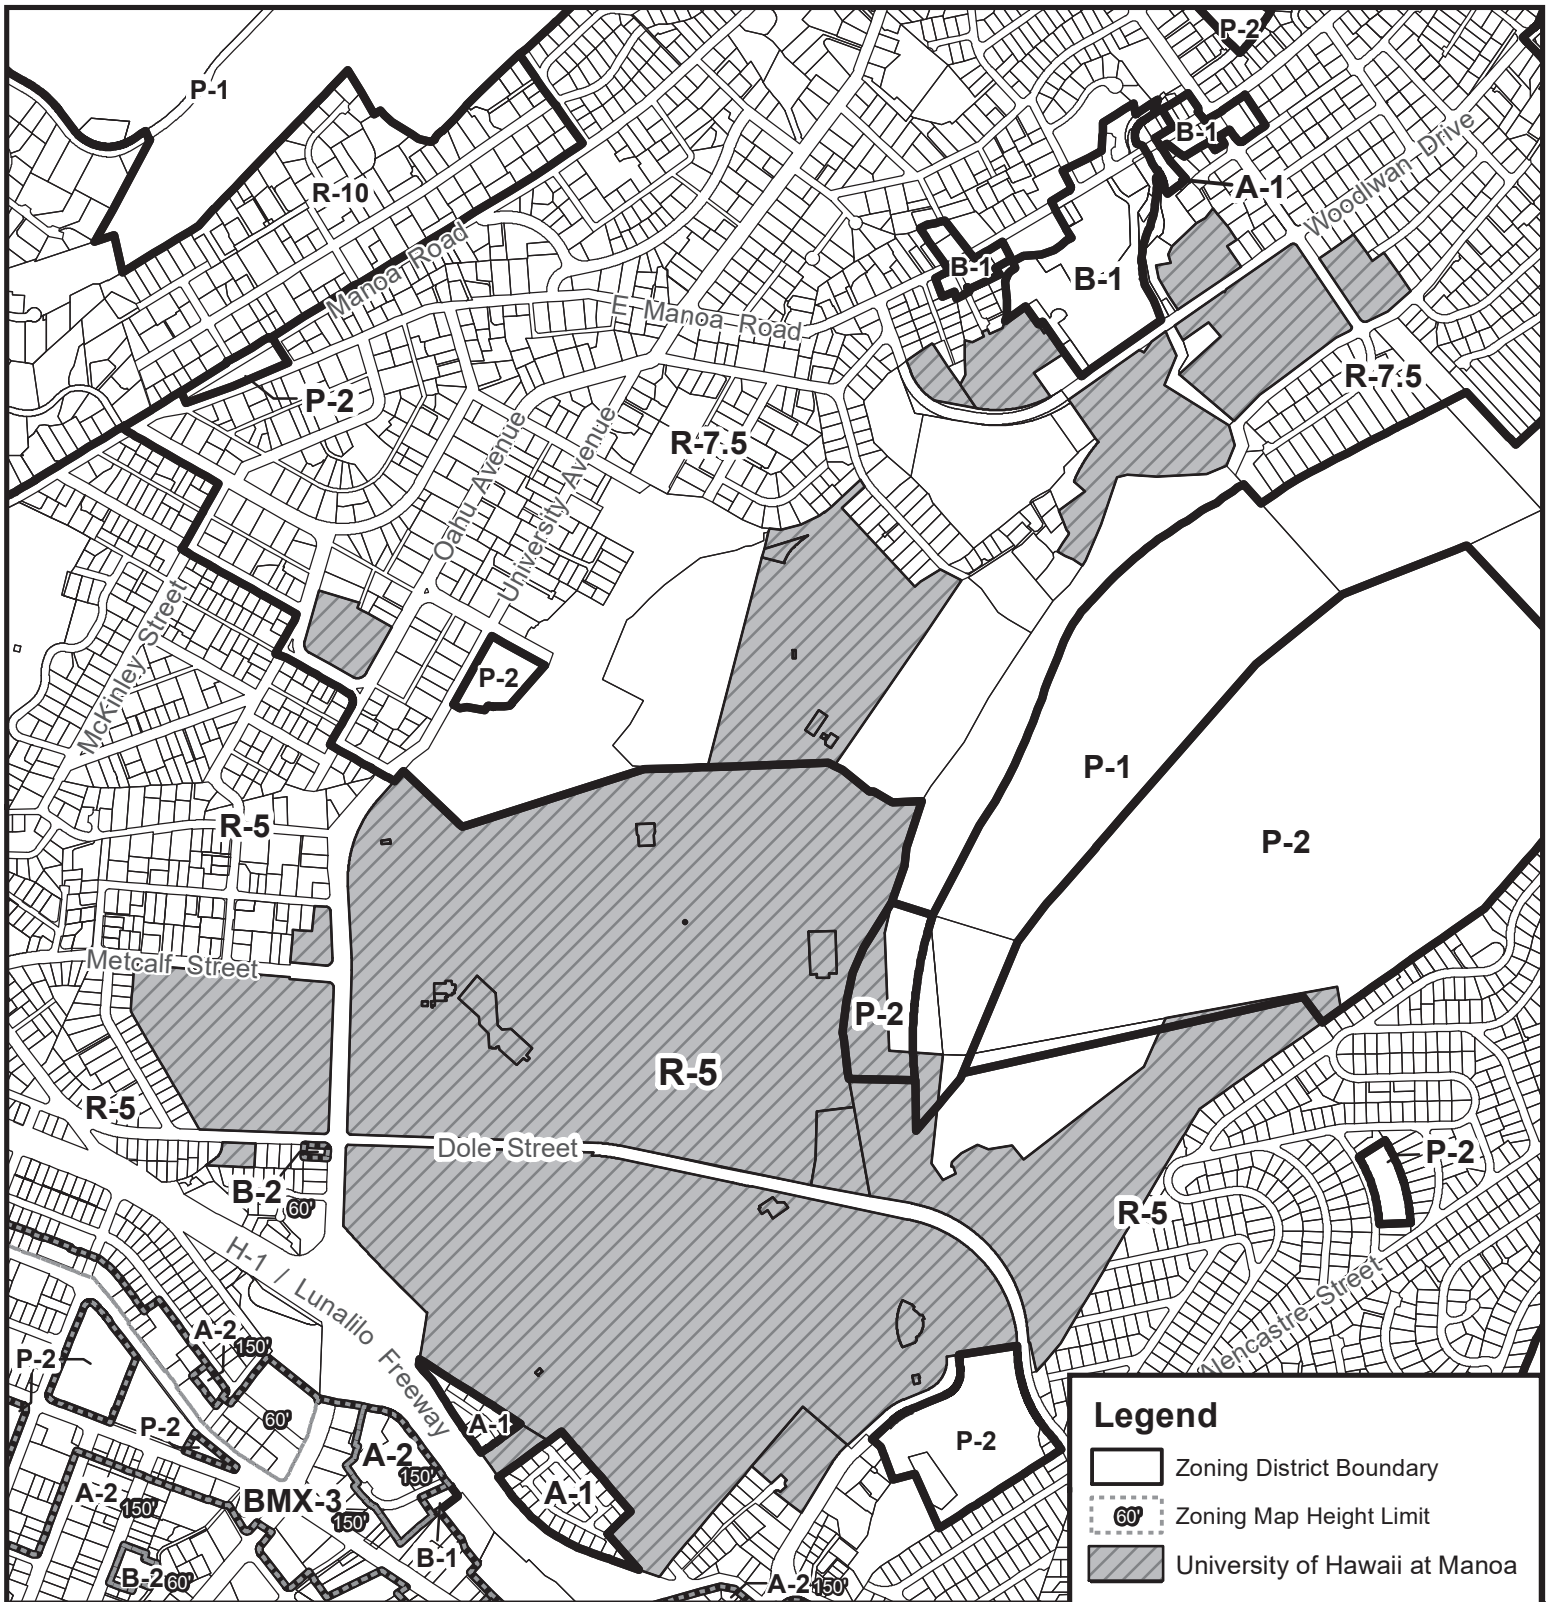 P-2
P-1
B-1
A-1
Woodlwan Drive
R-10
Manoa Road
B-1
B-1
E Manoa Road
P-2
R-7.5
R-7.5
Oahu Avenue
University Avenue
McKinley Street
P-2
P-1
R-5
P-2
Metcalf Street
P-2
R-5
R-5
Dole Street
P-2
B-2
60'
R-5
H-1 / Lunalilo Freeway
Alencastre Street
A-2
150'
P-2
60'
P-2
A-1
P-2
A-2
150'
A-2
150'
BMX-3
150'
A-1
B-1
B-2
60'
A-2
150'
Legend
Zoning District Boundary
60'
Zoning Map Height Limit
University of Hawaii at Manoa